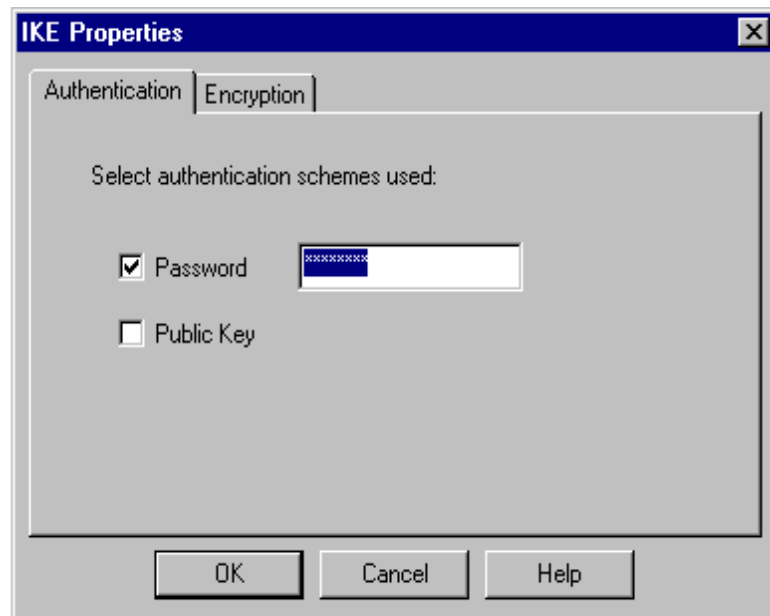 IKE Properties
Authentication Encryption
Select authentication schemes used:
Password ********
Public Key
OK Cancel Help